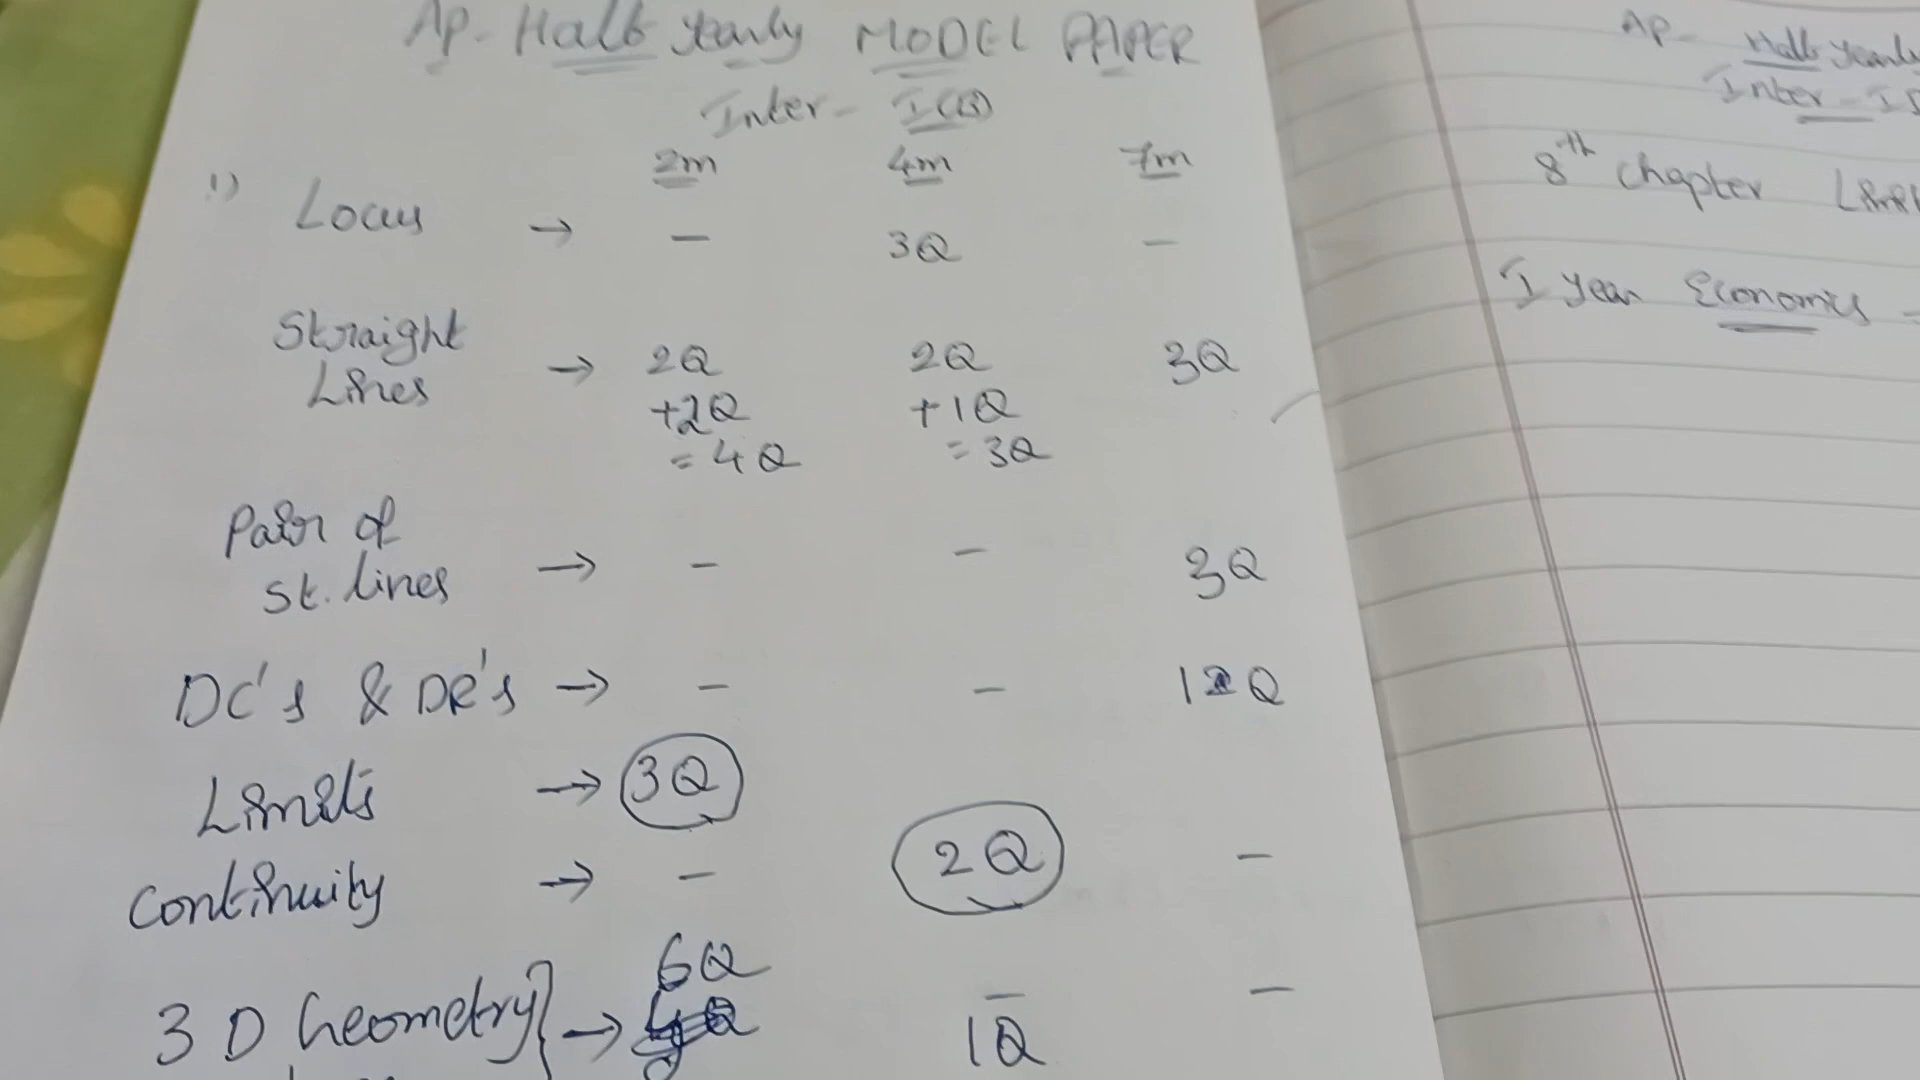 Ap- Half Yearly MODEL PAPER
Inter- I(B)
2m 4m 7m
1) Locus → - 3Q -
Straight
Lines → 2Q 2Q 3Q
+2Q +1Q
= 4Q = 3Q
Pair of
st. lines → - - 3Q
DC's & DR's → - - 1 Q
Limits → 3Q
Continuity → - 2Q -
6Q - -
3D Geometry} → 1Q
AP- Half Yearly
Inter - I
8th chapter
I Year Economics -